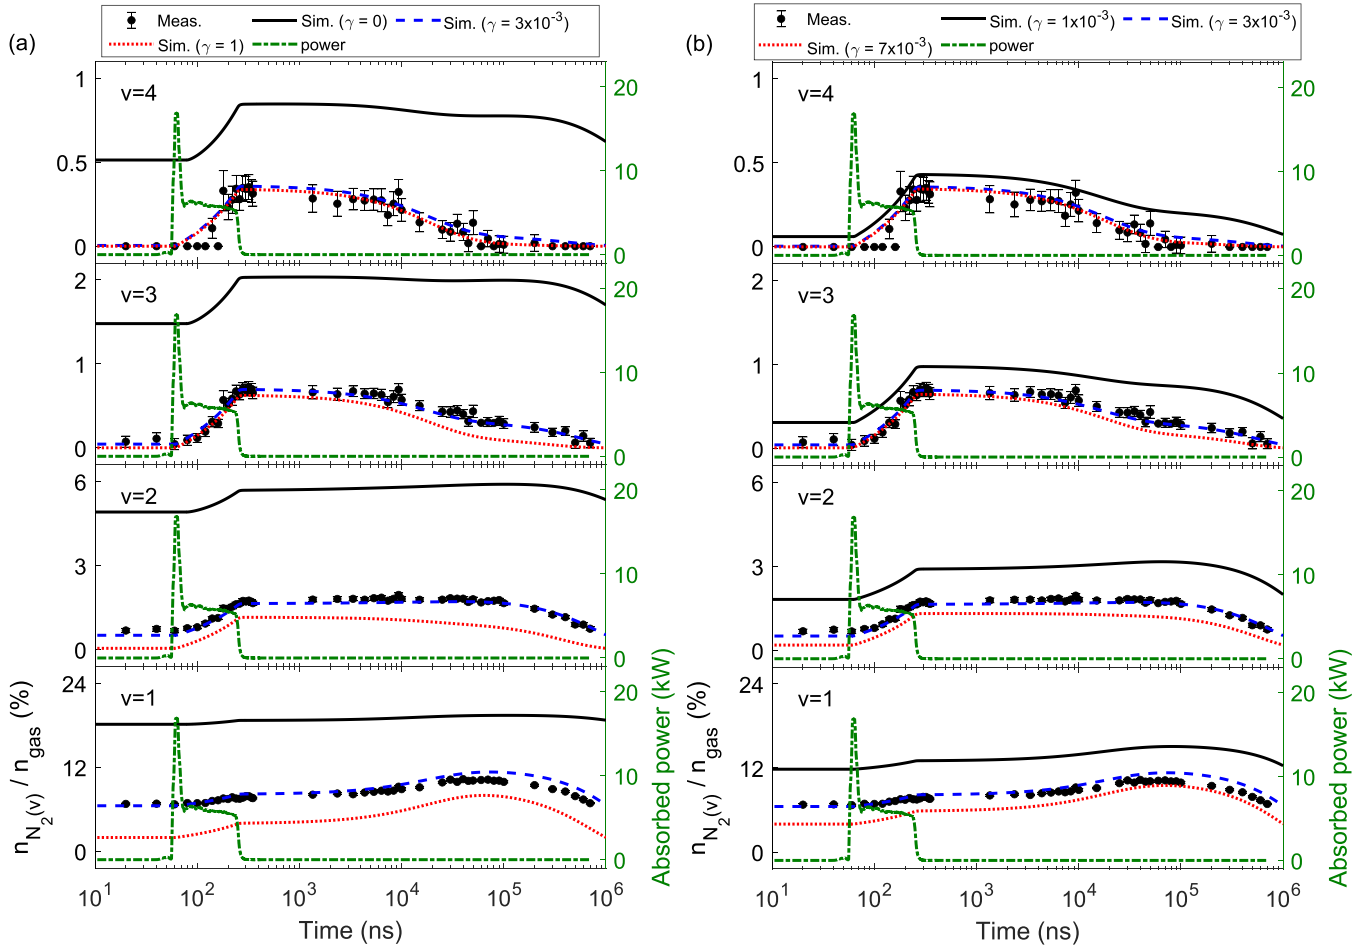 (a)
Meas.  Sim. (γ = 0)  Sim. (γ = 3x10⁻³)
Sim. (γ = 1)  power
v=4
1
0.5
0
20
10
0
v=3
2
1
0
20
10
0
v=2
6
3
0
20
10
0
v=1
24
12
0
20
10
0
10¹ 10² 10³ 10⁴ 10⁵ 10⁶
Time (ns)
n_N₂(v) / n_gas (%)
Absorbed power (kW)
(b)
Meas.  Sim. (γ = 1x10⁻³)  Sim. (γ = 3x10⁻³)
Sim. (γ = 7x10⁻³)  power
v=4
1
0.5
0
20
10
0
v=3
2
1
0
20
10
0
v=2
6
3
0
20
10
0
v=1
24
12
0
20
10
0
10¹ 10² 10³ 10⁴ 10⁵ 10⁶
Time (ns)
n_N₂(v) / n_gas (%)
Absorbed power (kW)